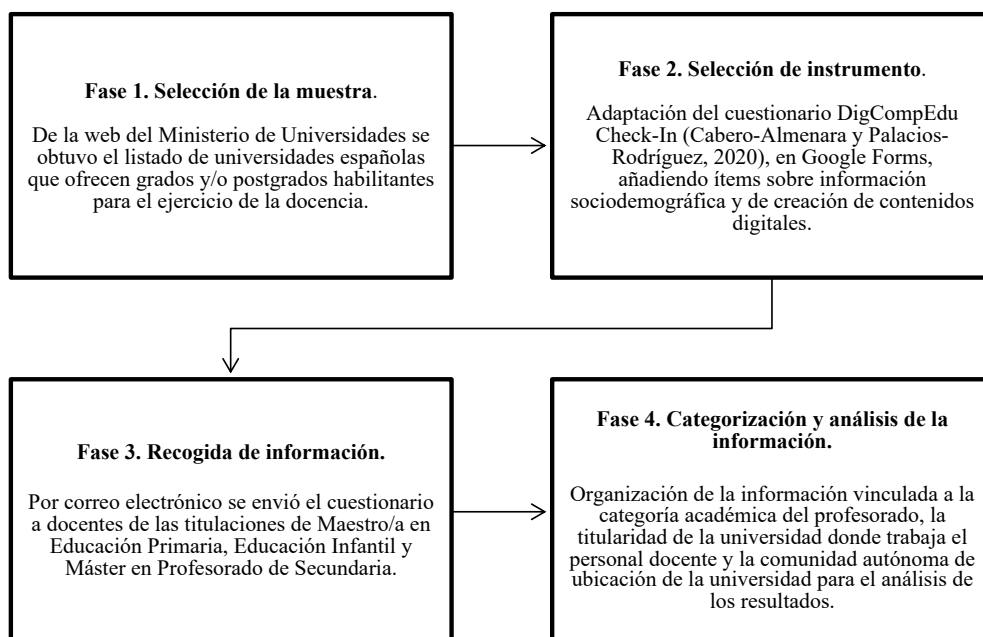 Fase 1. Selección de la muestra.
De la web del Ministerio de Universidades se
obtuvo el listado de universidades españolas
que ofrecen grados y/o postgrados habilitantes
para el ejercicio de la docencia.
Fase 2. Selección de instrumento.
Adaptación del cuestionario DigCompEdu
Check-In (Cabero-Almenara y Palacios-
Rodríguez, 2020), en Google Forms,
añadiendo ítems sobre información
sociodemográfica y de creación de contenidos
digitales.
Fase 3. Recogida de información.
Por correo electrónico se envió el cuestionario
a docentes de las titulaciones de Maestro/a en
Educación Primaria, Educación Infantil y
Máster en Profesorado de Secundaria.
Fase 4. Categorización y análisis de la
información.
Organización de la información vinculada a la
categoría académica del profesorado, la
titularidad de la universidad donde trabaja el
personal docente y la comunidad autónoma de
ubicación de la universidad para el análisis de
los resultados.